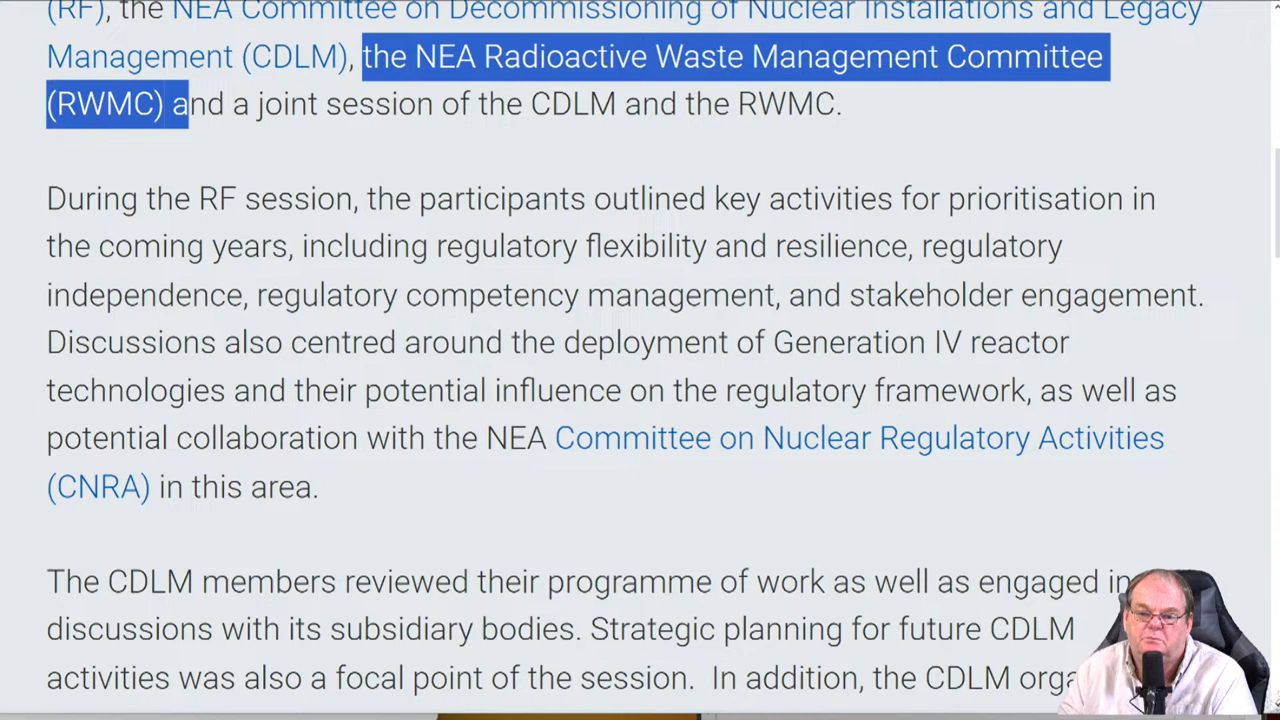 (RF), the NEA Committee on Decommissioning of Nuclear Installations and Legacy
Management (CDLM), the NEA Radioactive Waste Management Committee
(RWMC) and a joint session of the CDLM and the RWMC.
During the RF session, the participants outlined key activities for prioritisation in
the coming years, including regulatory flexibility and resilience, regulatory
independence, regulatory competency management, and stakeholder engagement.
Discussions also centred around the deployment of Generation IV reactor
technologies and their potential influence on the regulatory framework, as well as
potential collaboration with the NEA Committee on Nuclear Regulatory Activities
(CNRA) in this area.
The CDLM members reviewed their programme of work as well as engaged in
discussions with its subsidiary bodies. Strategic planning for future CDLM
activities was also a focal point of the session. In addition, the CDLM